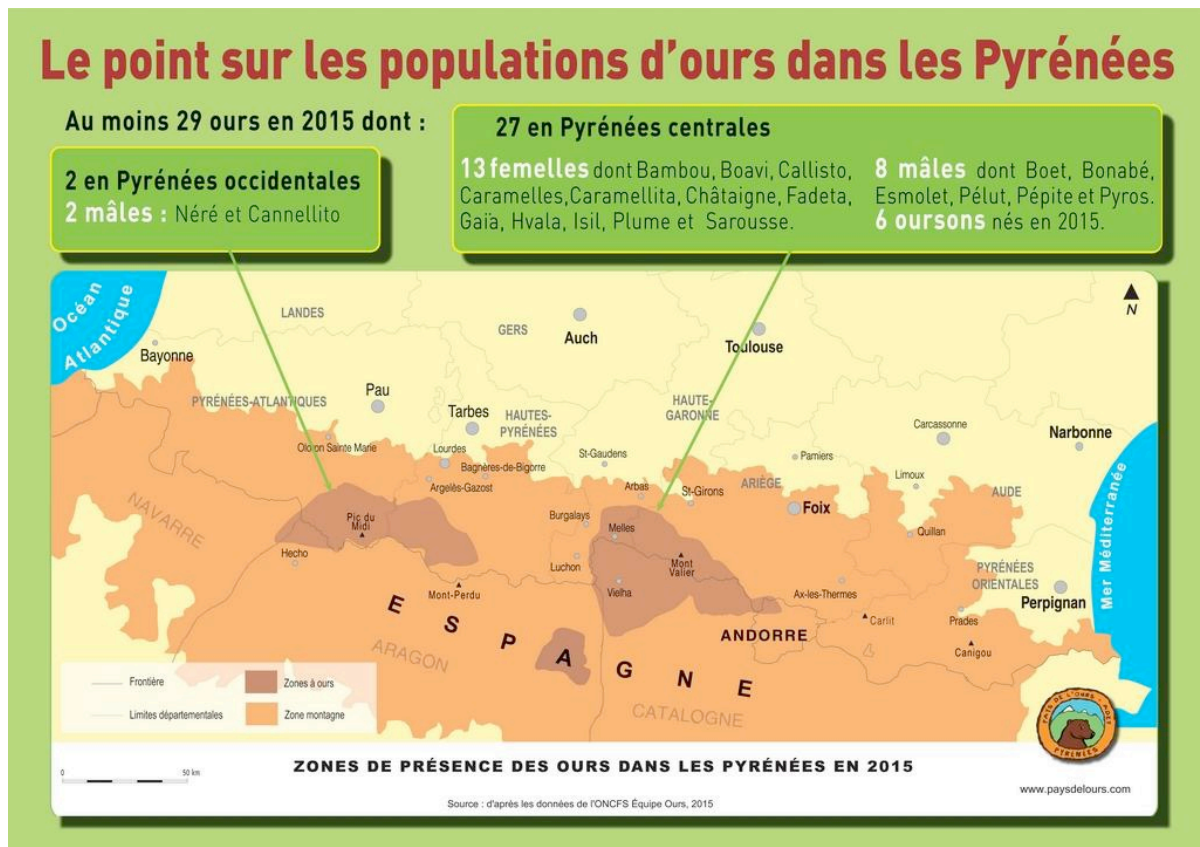 Le point sur les populations d'ours dans les Pyrénées
Au moins 29 ours en 2015 dont :
2 en Pyrénées occidentales
2 mâles : Néré et Cannellito
27 en Pyrénées centrales
13 femelles dont Bambou, Boavi, Callisto,
Caramelles,Caramellita, Châtaigne, Fadeta,
Gaïa, Hvala, Isil, Plume et Sarousse.
8 mâles dont Boet, Bonabé,
Esmolet, Pélut, Pépite et Pyros.
6 oursons nés en 2015.
Océan
Atlantique
N
LANDES
GERS
Auch
Toulouse
Bayonne
PYRÉNÉES-ATLANTIQUES
Pau
Tarbes
HAUTES-
PYRÉNÉES
HAUTE-
GARONNE
Carcassonne
Narbonne
Oloron Sainte Marie
Lourdes
Bagnères-de-Bigorre
Argelès-Gazost
St-Gaudens
Pamiers
Limoux
Arbas
St-Girons
ARIÈGE
Foix
AUDE
Mer Méditerranée
NAVARRE
Pic du
Midi
Burgalays
Melles
Quillan
Hecho
Luchon
Mont
Valier
PYRÉNÉES
ORIENTALES
Mont-Perdu
Vielha
Ax-les-Thermes
Perpignan
ESPAGNE
ANDORRE
Carlit
Prades
Canigou
ARAGON
CATALOGNE
Frontière
Zones à ours
Limites départementales
Zone montagne
PAYS DE L'OURS - ADET
PYRÉNÉES
0 50 km
ZONES DE PRÉSENCE DES OURS DANS LES PYRÉNÉES EN 2015
www.paysdelours.com
Source : d'après les données de l'ONCFS Équipe Ours, 2015